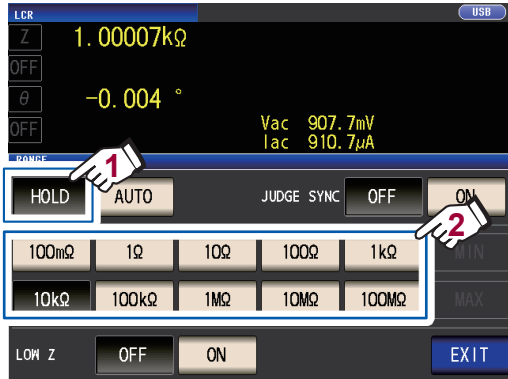 LCR USB
Z 1.00007kΩ
OFF
θ -0.004 °
OFF
Vac 907.7mV
Iac 910.7μA
RANGE
1
HOLD AUTO JUDGE SYNC OFF ON
2
100mΩ 1Ω 10Ω 100Ω 1kΩ MIN
10kΩ 100kΩ 1MΩ 10MΩ 100MΩ MAX
LOW Z OFF ON EXIT